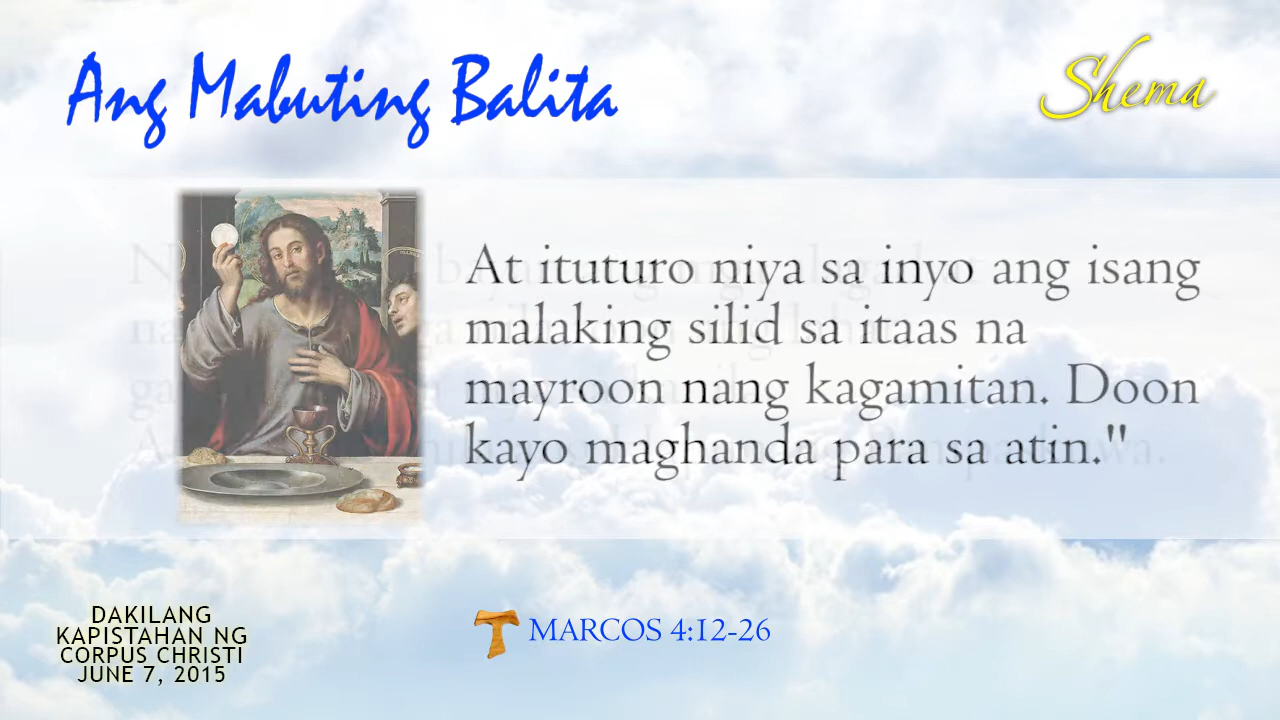 Ang Mabuting Balita
Shema
At ituturo niya sa inyo ang isang
malaking silid sa itaas na
mayroon nang kagamitan. Doon
kayo maghanda para sa atin."
DAKILANG
KAPISTAHAN NG
CORPUS CHRISTI
JUNE 7, 2015
MARCOS 4:12-26